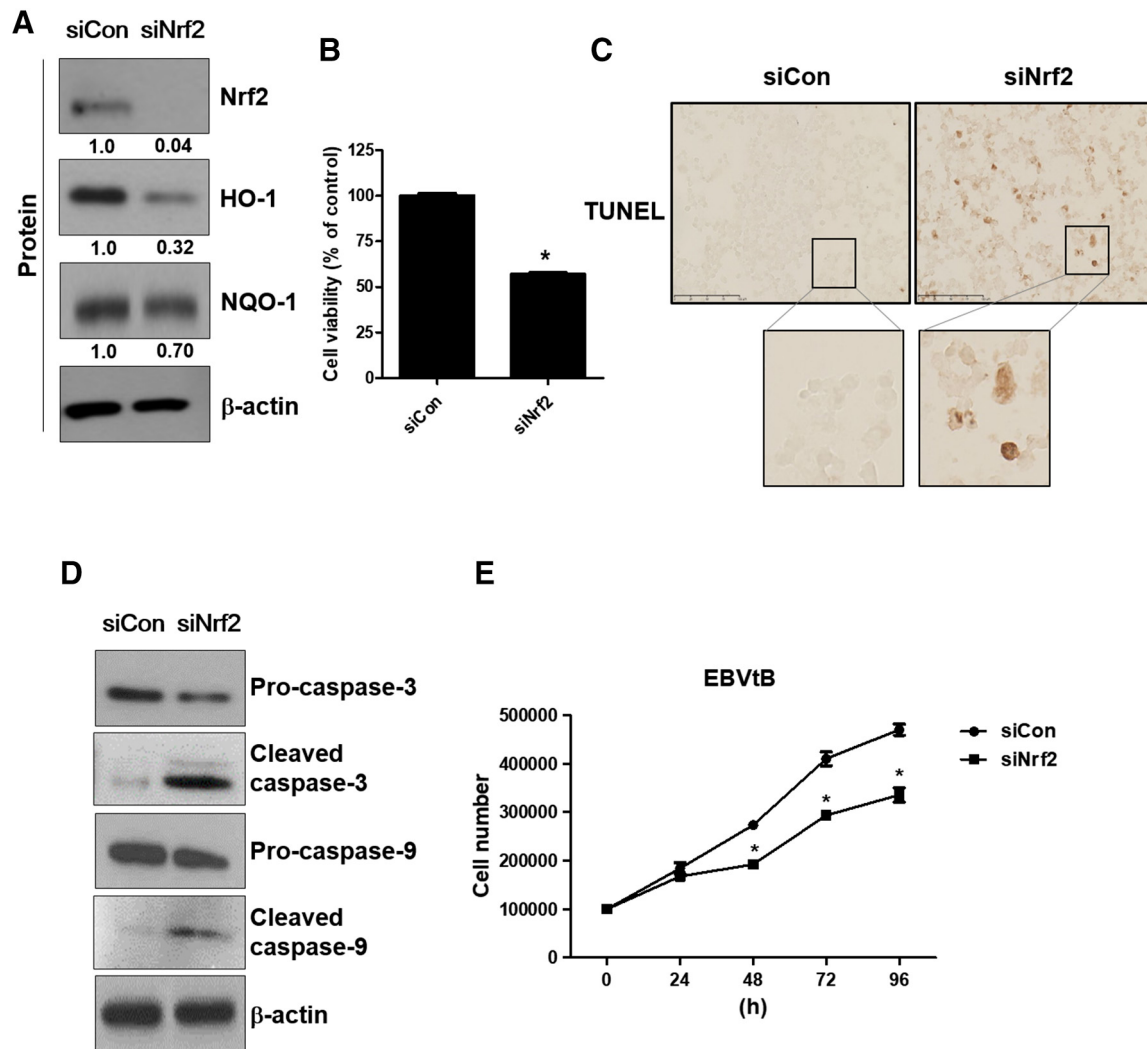 A
siCon siNrf2
Protein
Nrf2
1.0 0.04
HO-1
1.0 0.32
NQO-1
1.0 0.70
β-actin
B
Cell viability (% of control)
125
100
75
50
25
0
*
siCon
siNrf2
C
siCon siNrf2
TUNEL
D
siCon siNrf2
Pro-caspase-3
Cleaved
caspase-3
Pro-caspase-9
Cleaved
caspase-9
β-actin
E
EBVtB
Cell number
500000
400000
300000
200000
100000
0
* * *
0 24 48 72 96
(h)
siCon
siNrf2